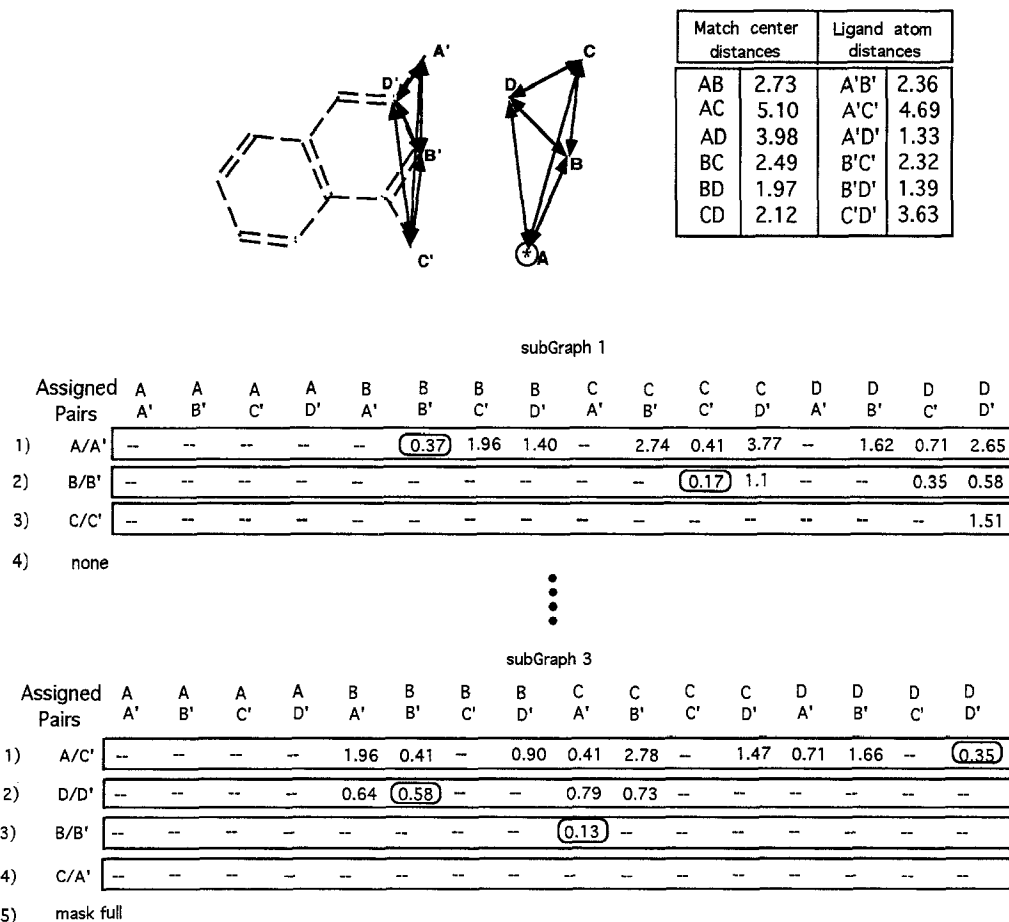 A'
D'
B'
C'
C
D
B
* A
Match center distances Ligand atom distances
AB 2.73 A'B' 2.36
AC 5.10 A'C' 4.69
AD 3.98 A'D' 1.33
BC 2.49 B'C' 2.32
BD 1.97 B'D' 1.39
CD 2.12 C'D' 3.63
subGraph 1
Assigned A A A A B B B B C C C C D D D D
Pairs A' B' C' D' A' B' C' D' A' B' C' D' A' B' C' D'
1) A/A' -- -- -- -- -- 0.37 1.96 1.40 -- 2.74 0.41 3.77 -- 1.62 0.71 2.65
2) B/B' -- -- -- -- -- -- -- -- -- -- 0.17 1.1 -- -- 0.35 0.58
3) C/C' -- -- -- -- -- -- -- -- -- -- -- -- -- -- -- 1.51
4) none
subGraph 3
Assigned A A A A B B B B C C C C D D D D
Pairs A' B' C' D' A' B' C' D' A' B' C' D' A' B' C' D'
1) A/C' -- -- -- -- 1.96 0.41 -- 0.90 0.41 2.78 -- 1.47 0.71 1.66 -- 0.35
2) D/D' -- -- -- -- 0.64 0.58 -- -- 0.79 0.73 -- -- -- -- -- --
3) B/B' -- -- -- -- -- -- -- -- 0.13 -- -- -- -- -- -- --
4) C/A' -- -- -- -- -- -- -- -- -- -- -- -- -- -- -- --
5) mask full